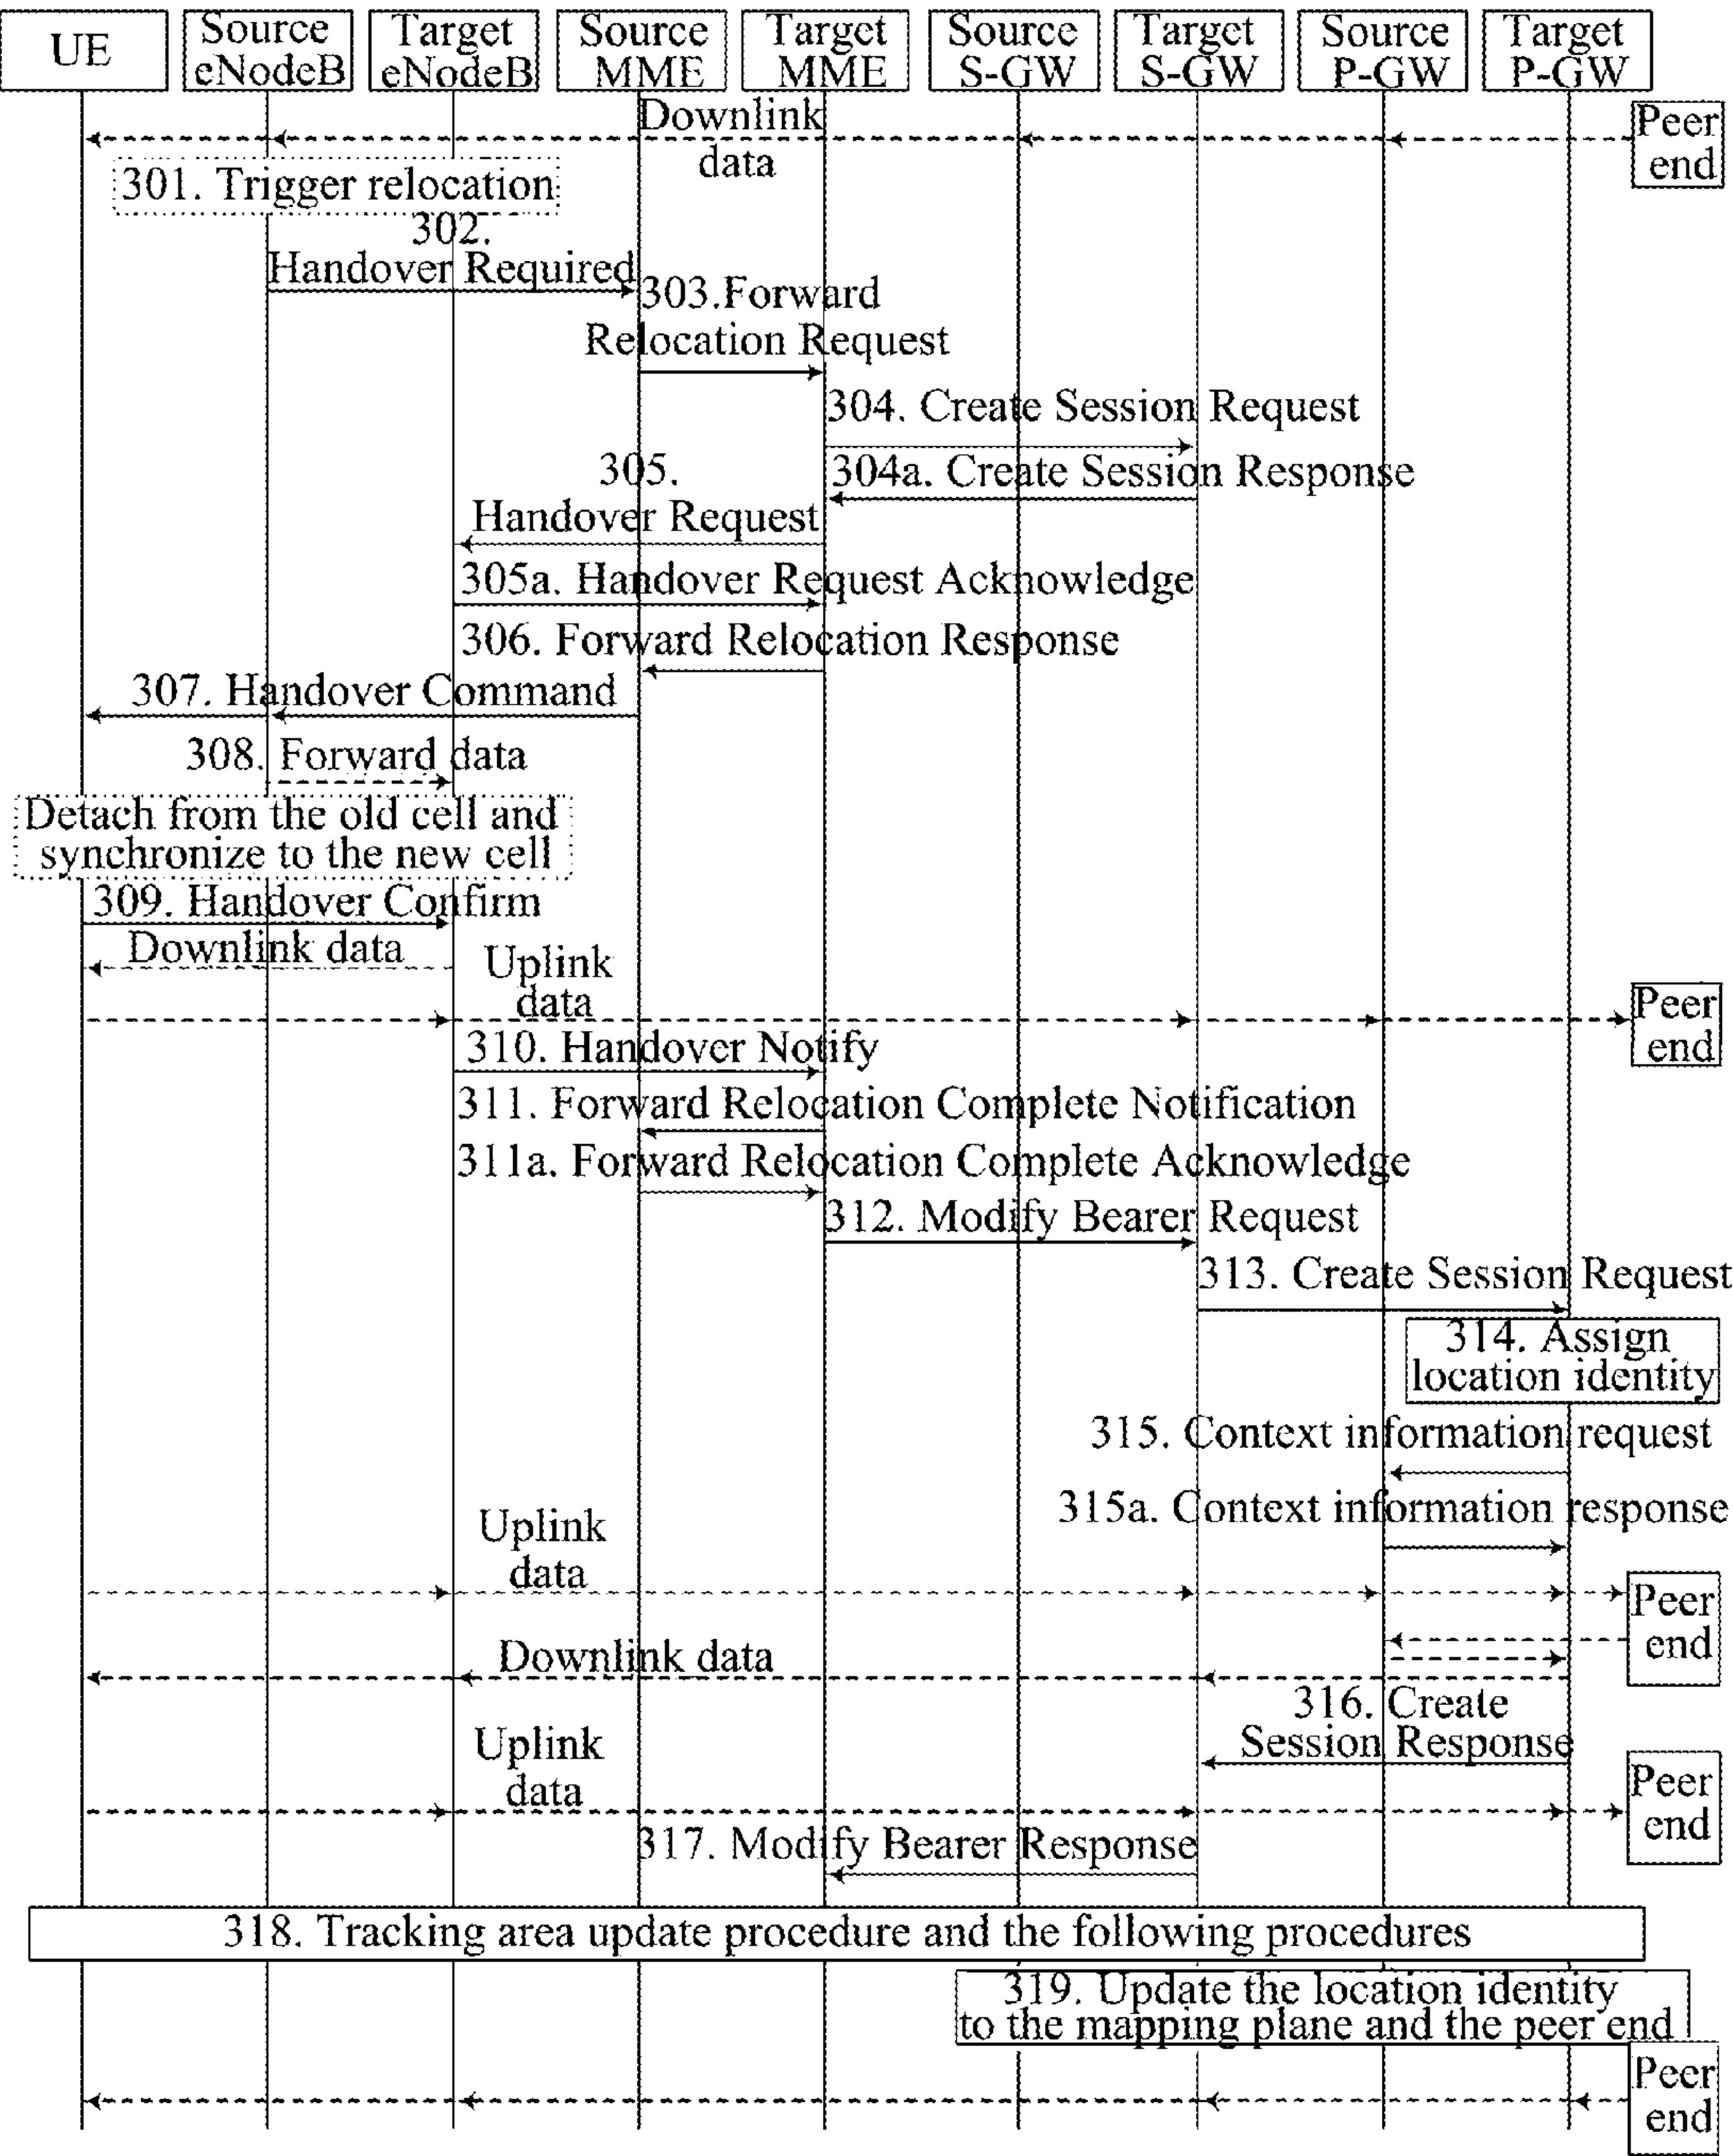 UE
Source
eNodeB
Target
eNodeB
Source
MME
Target
MME
Source
S-GW
Target
S-GW
Source
P-GW
Target
P-GW
Downlink
data
Peer
end
301. Trigger relocation
302.
Handover Required
303.Forward
Relocation Request
304. Create Session Request
304a. Create Session Response
305.
Handover Request
305a. Handover Request Acknowledge
306. Forward Relocation Response
307. Handover Command
308. Forward data
Detach from the old cell and
synchronize to the new cell
309. Handover Confirm
Downlink data
Uplink
data
Peer
end
310. Handover Notify
311. Forward Relocation Complete Notification
311a. Forward Relocation Complete Acknowledge
312. Modify Bearer Request
313. Create Session Request
314. Assign
location identity
315. Context information request
315a. Context information response
Uplink
data
Peer
end
Downlink data
316. Create
Session Response
Uplink
data
Peer
end
317. Modify Bearer Response
318. Tracking area update procedure and the following procedures
319. Update the location identity
to the mapping plane and the peer end
Peer
end